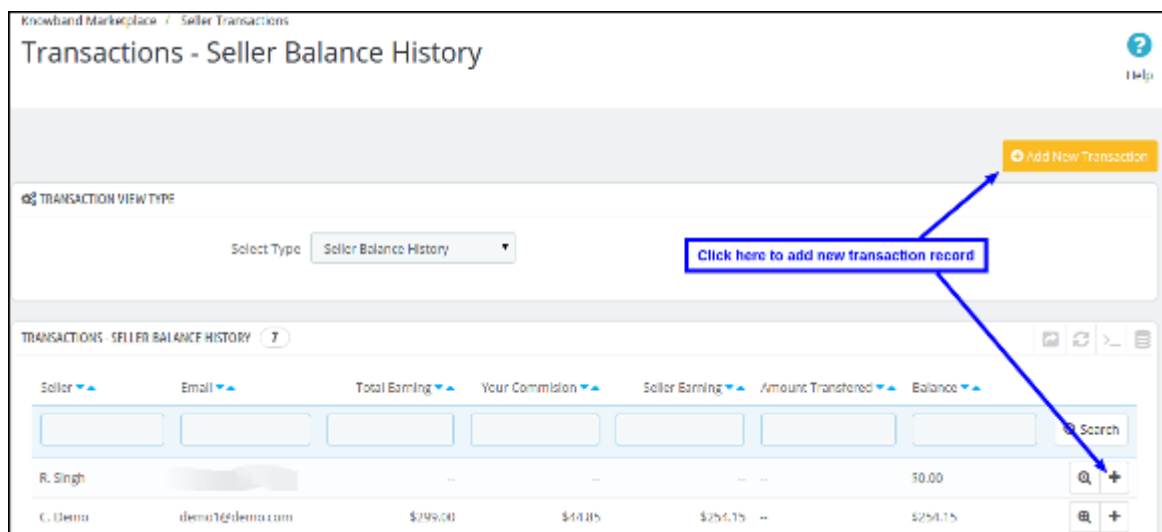 Knowband Marketplace / Seller Transactions
Transactions - Seller Balance History
Help
Add New Transaction
TRANSACTION VIEW TYPE
Select Type Seller Balance History
Click here to add new transaction record
TRANSACTIONS - SELLER BALANCE HISTORY 7
Seller Email Total Earning Your Commision Seller Earning Amount Transfered Balance
Search
R. Singh -- -- -- -- $0.00
C. Demo demo1@demo.com $299.00 $44.85 $254.15 -- $254.15